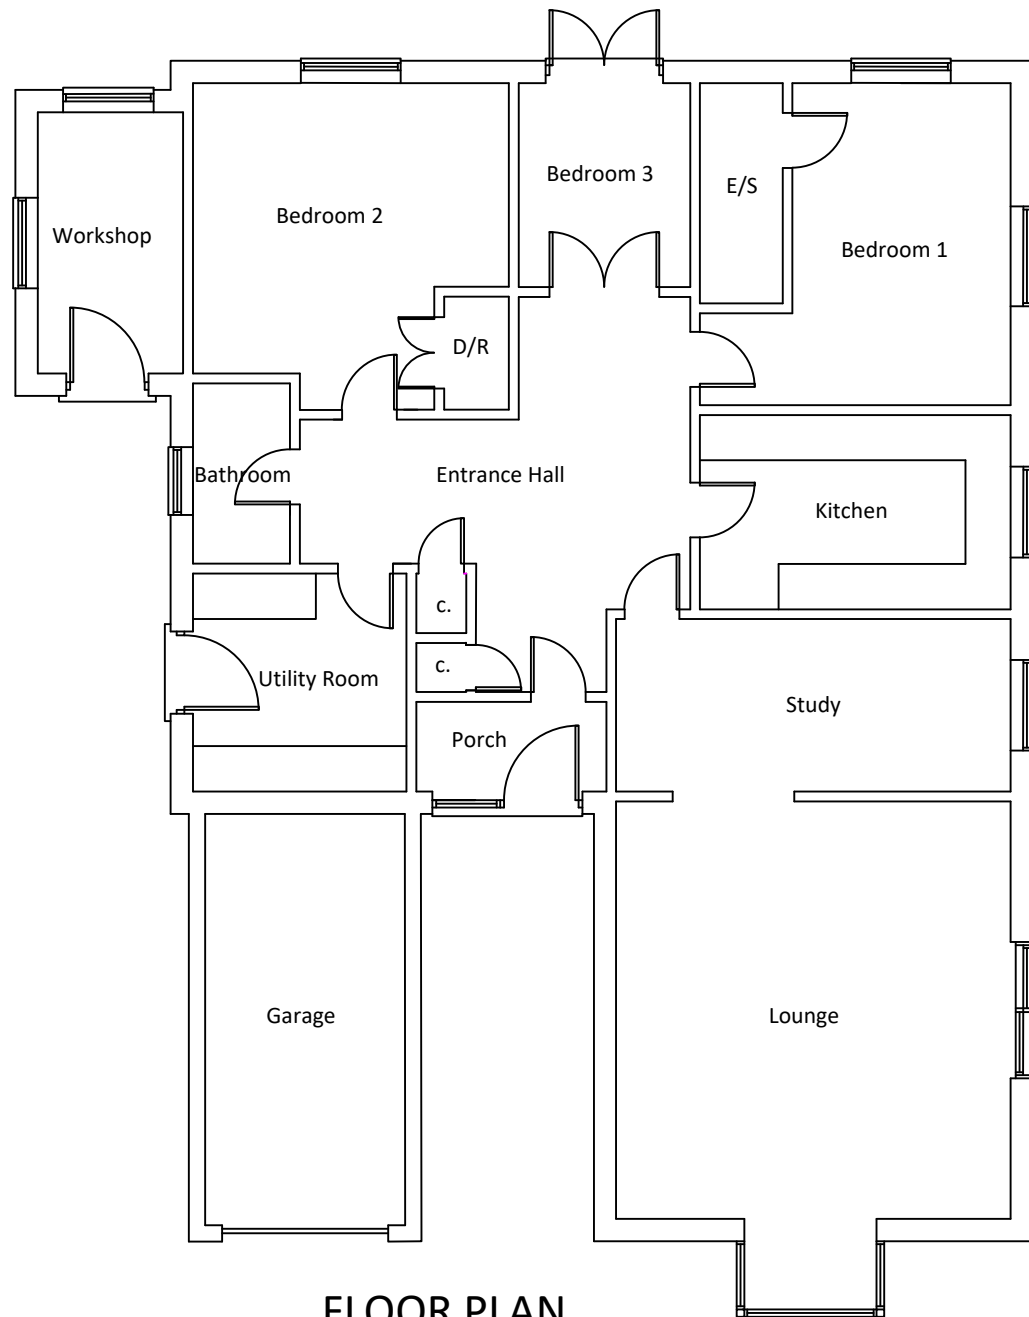 Bedroom 3
E/S
Bedroom 2
Workshop
Bedroom 1
D/R
Bathroom
Entrance Hall
Kitchen
c.
c.
Utility Room
Study
Porch
Garage
Lounge
FLOOR PLAN